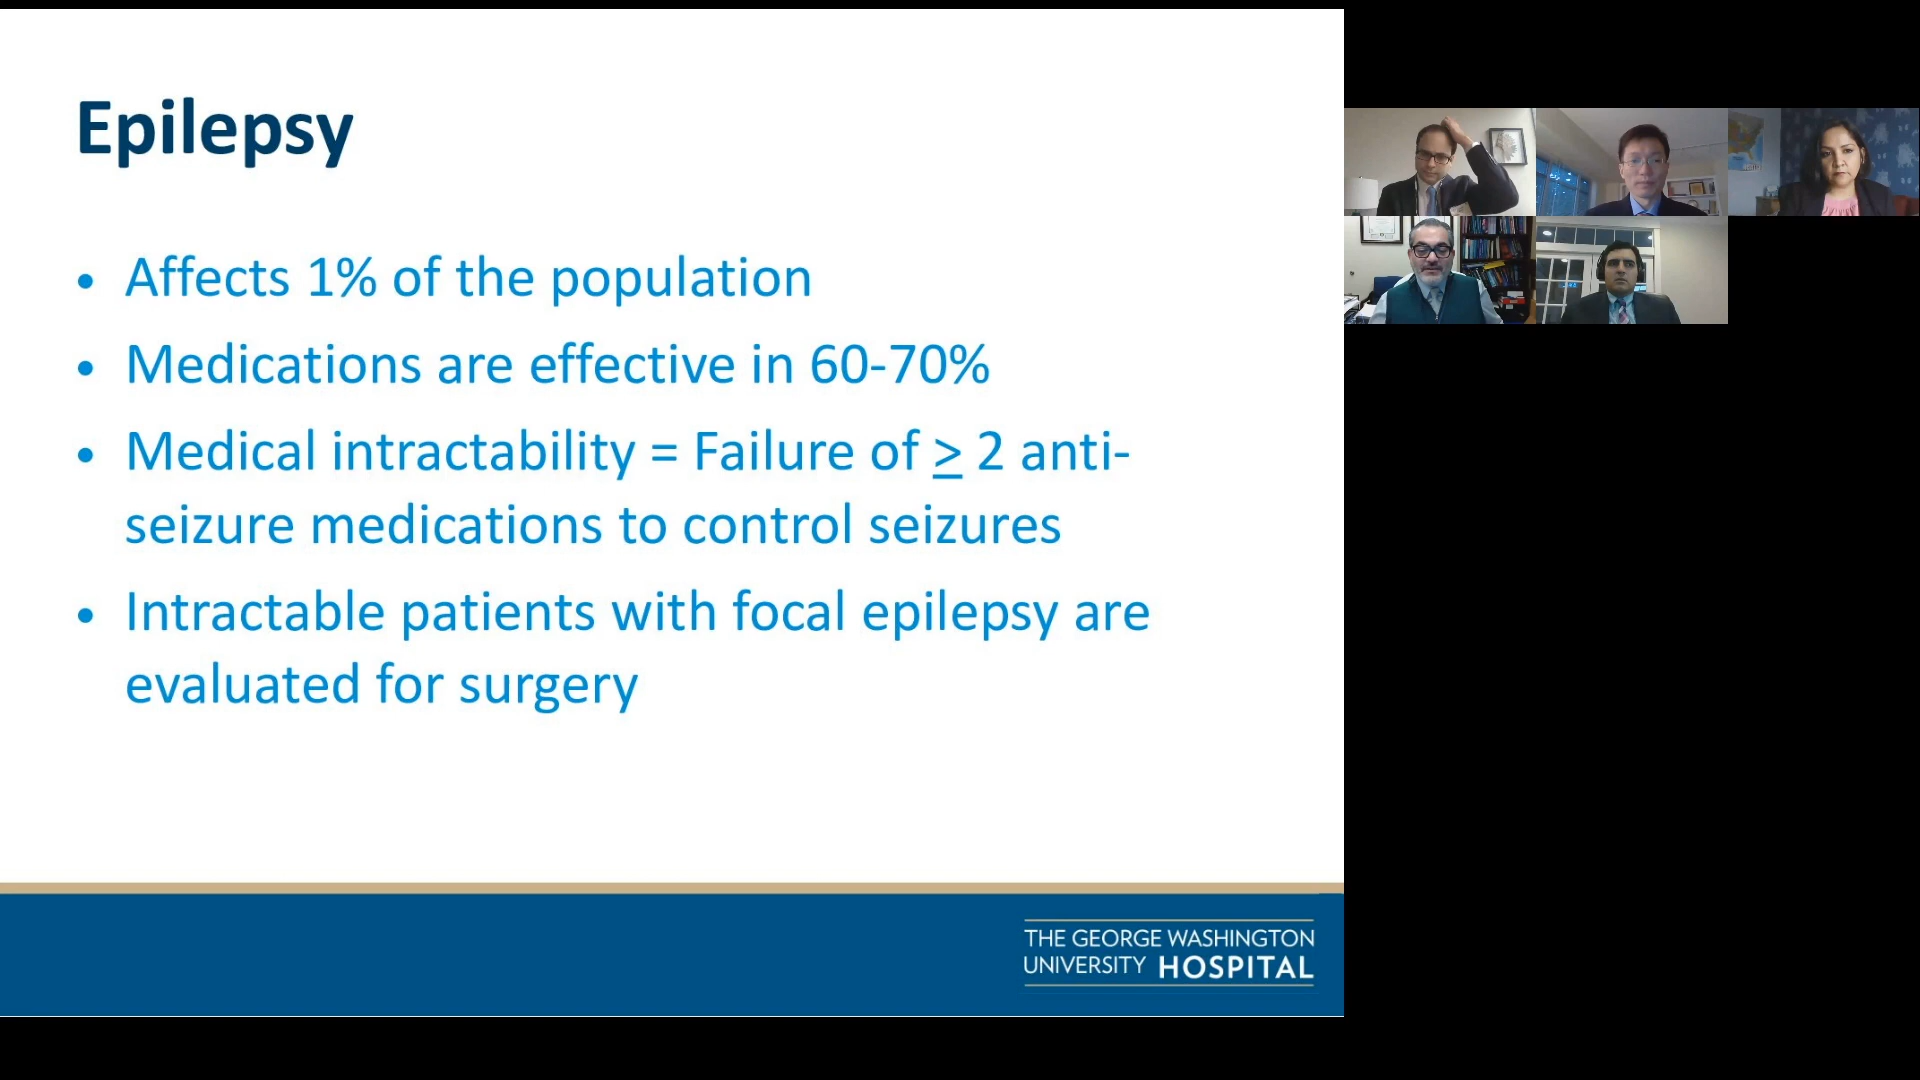 Epilepsy
• Affects 1% of the population
• Medications are effective in 60-70%
• Medical intractability = Failure of ≥ 2 anti-
seizure medications to control seizures
• Intractable patients with focal epilepsy are
evaluated for surgery
THE GEORGE WASHINGTON
UNIVERSITY HOSPITAL